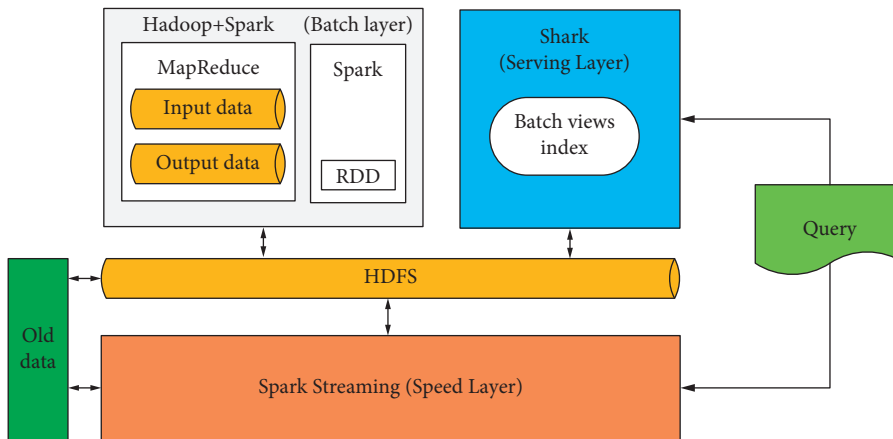 Hadoop+Spark (Batch layer)
MapReduce
Input data
Output data
Spark
RDD
Shark
(Serving Layer)
Batch views
index
Query
HDFS
Old
data
Spark Streaming (Speed Layer)